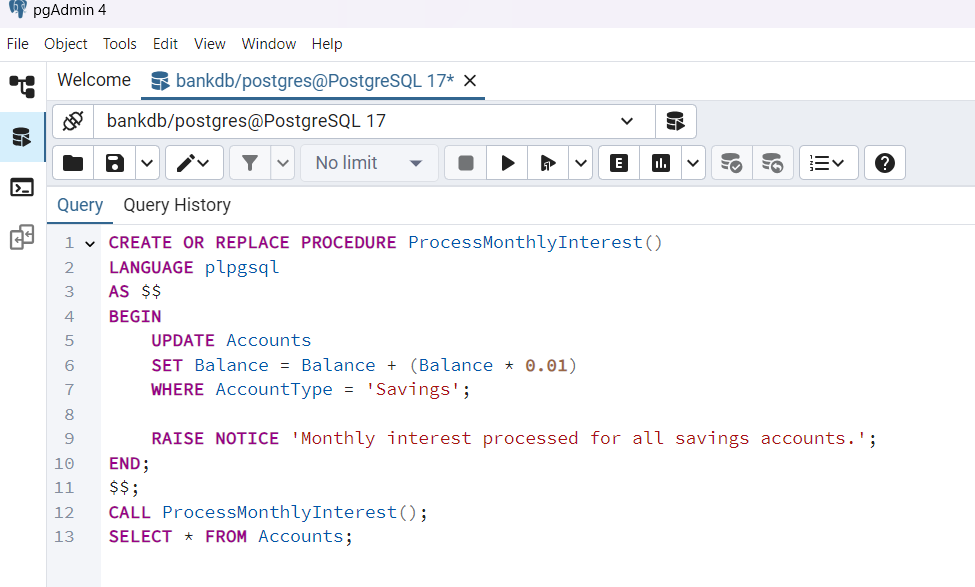 pgAdmin 4
File Object Tools Edit View Window Help
Welcome bankdb/postgres@PostgreSQL 17*
bankdb/postgres@PostgreSQL 17
No limit E
Query Query History
1 CREATE OR REPLACE PROCEDURE ProcessMonthlyInterest()
2 LANGUAGE plpgsql
3 AS $$
4 BEGIN
5     UPDATE Accounts
6     SET Balance = Balance + (Balance * 0.01)
7     WHERE AccountType = 'Savings';
8
9     RAISE NOTICE 'Monthly interest processed for all savings accounts.';
10 END;
11 $$;
12 CALL ProcessMonthlyInterest();
13 SELECT * FROM Accounts;